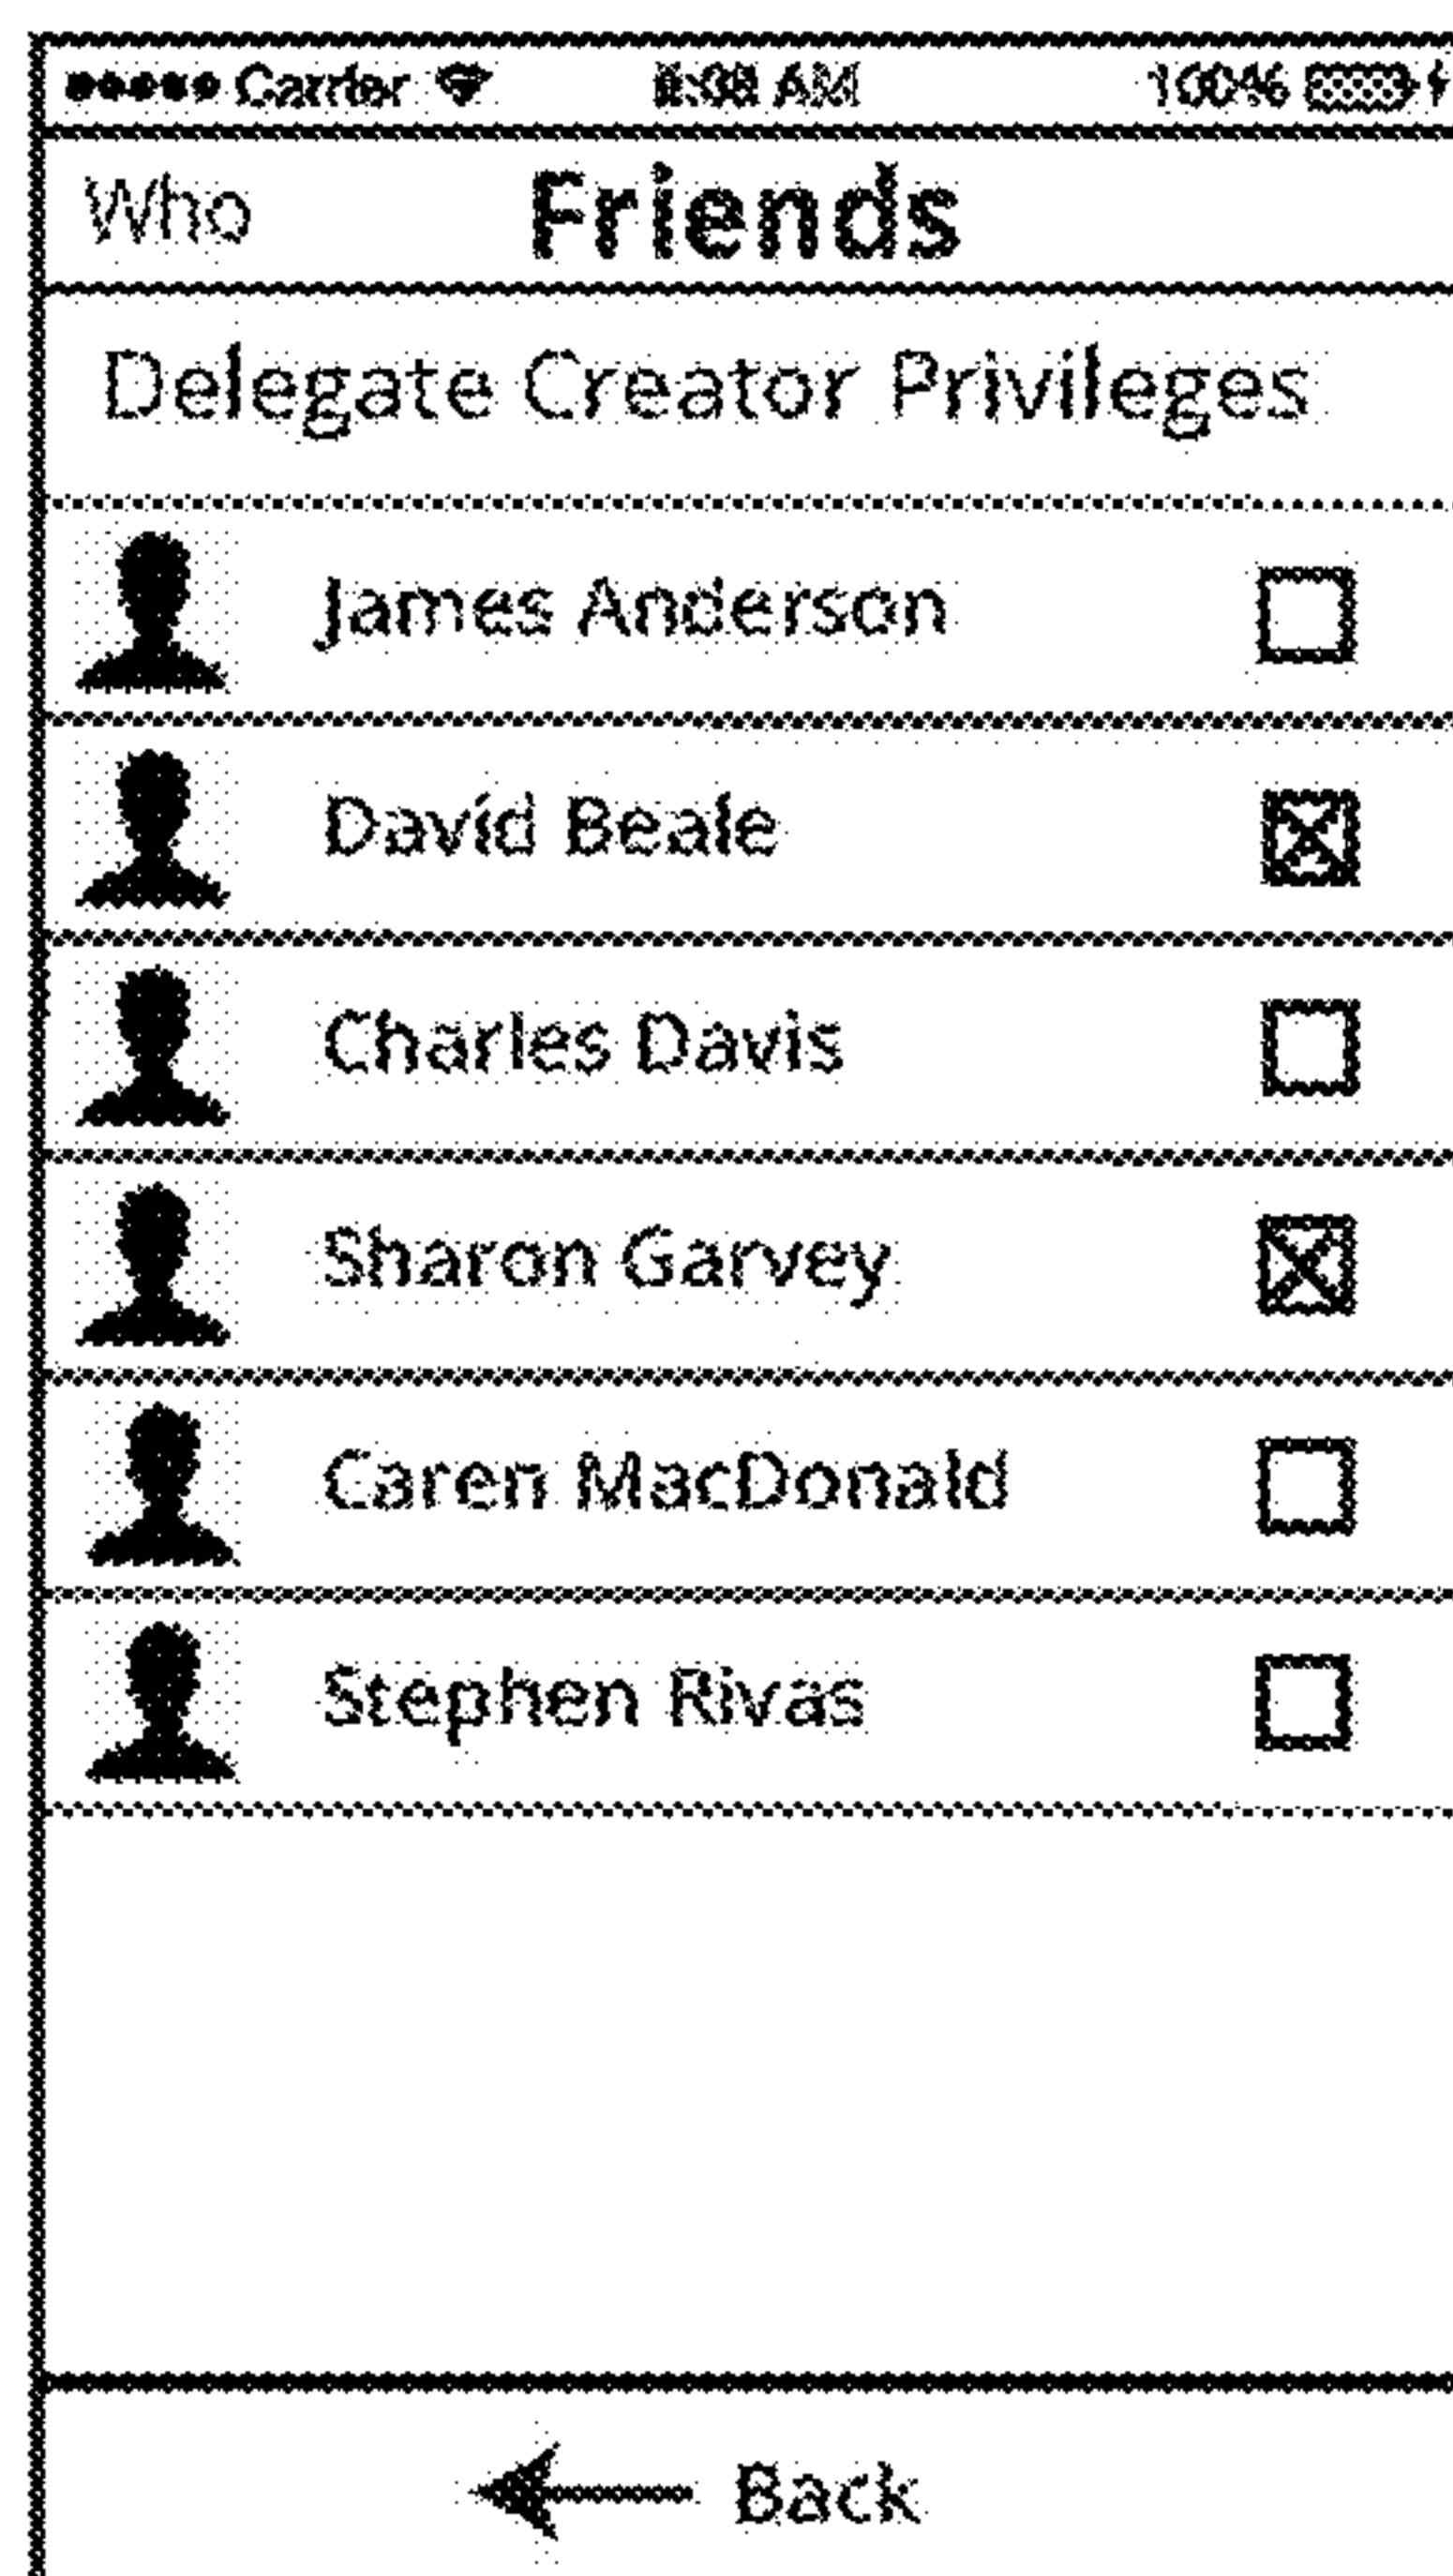 Carrier AM 100%
Who Friends
Delegate Creator Privileges
James Anderson
David Beale
Charles Davis
Sharon Garvey
Caren MacDonald
Stephen Rivas
Back